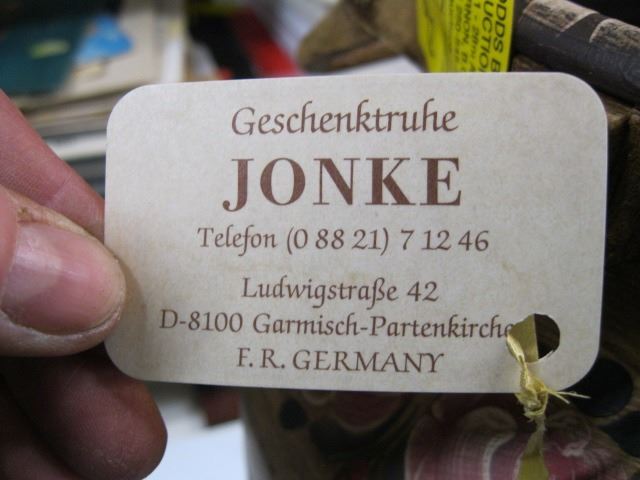 Geschenktruhe
JONKE
Telefon (0 88 21) 7 12 46
Ludwigstraße 42
D-8100 Garmisch-Partenkirche
F. R. GERMANY